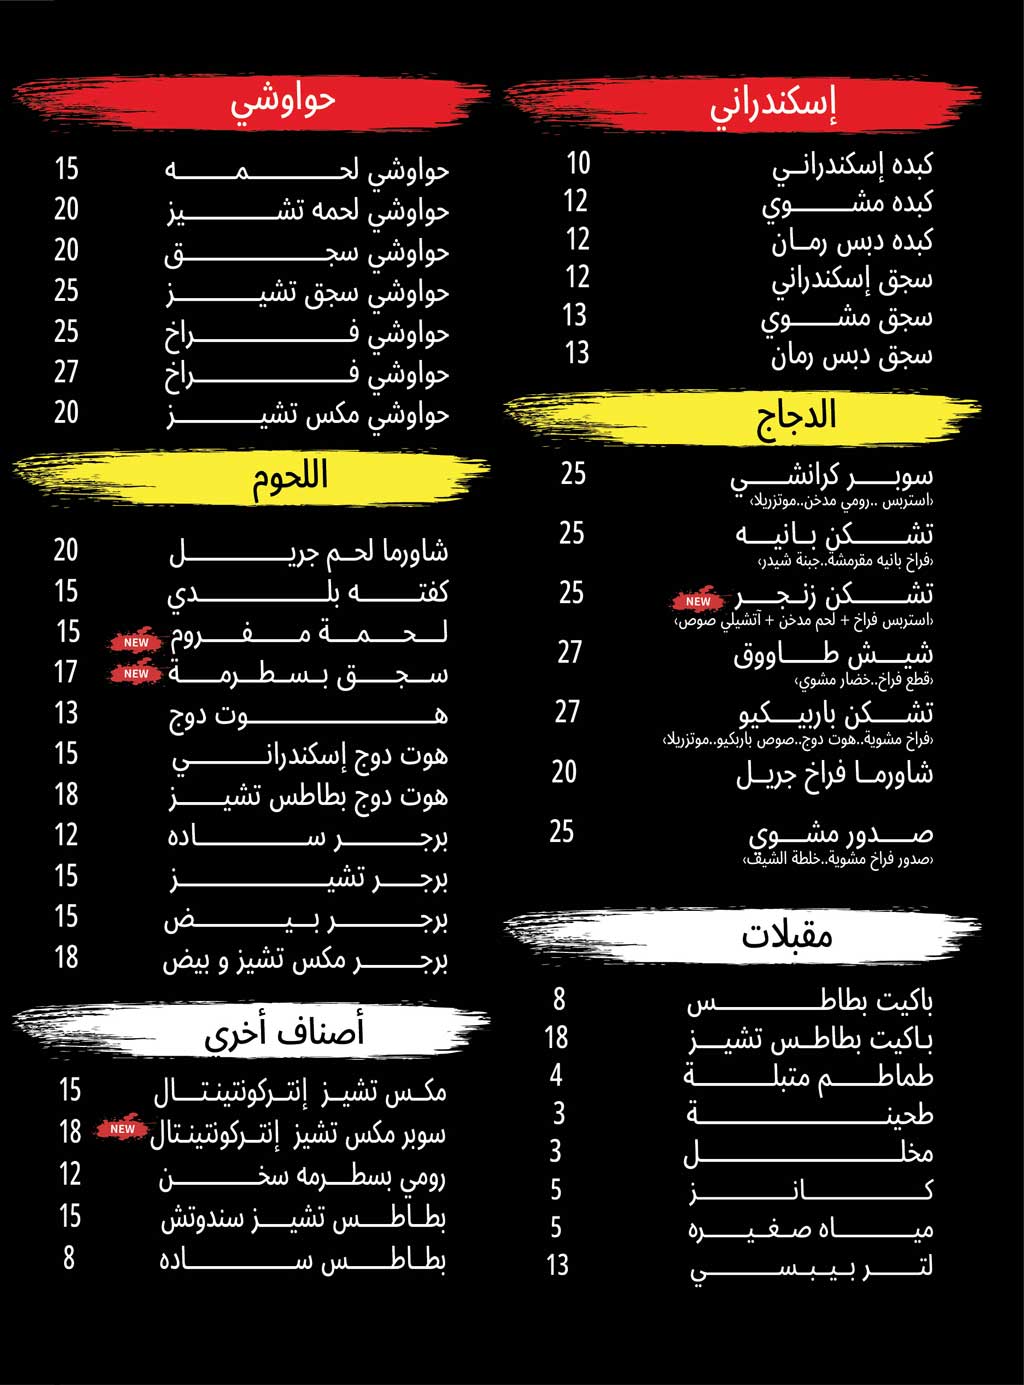 إسكندراني
كبده إسكندراني 10
كبده مشوي 12
كبده دبس رمان 12
سجق إسكندراني 12
سجق مشوي 13
سجق دبس رمان 13
الدجاج
سوبر كرانشي 25
‹استربس ..رومي مدخن..موتزريلا›
تشكن بانيه 25
‹فراخ بانيه مقرمشة..جبنة شيدر›
تشكن زنجر NEW 25
‹استربس فراخ + لحم مدخن + آتشيلي صوص›
شيش طاووق 27
‹قطع فراخ..خضار مشوي›
تشكن باربيكيو 27
‹فراخ مشوية..هوت دوج..صوص باربكيو..موتزريلا›
شاورما فراخ جريل 20
صدور مشوي 25
‹صدور فراخ مشوية..خلطة الشيف›
مقبلات
باكيت بطاطس 8
باكيت بطاطس تشيز 18
طماطم متبلة 4
طحينة 3
مخلل 3
كانز 5
مياه صغيره 5
لتر بيبسي 13
حواوشي
حواوشي لحمه 15
حواوشي لحمه تشيز 20
حواوشي سجق 20
حواوشي سجق تشيز 25
حواوشي فراخ 25
حواوشي فراخ 27
حواوشي مكس تشيز 20
اللحوم
شاورما لحم جريل 20
كفته بلدي 15
لحمة مفروم NEW 15
سجق بسطرمة NEW 17
هوت دوج 13
هوت دوج إسكندراني 15
هوت دوج بطاطس تشيز 18
برجر ساده 12
برجر تشيز 15
برجر بيض 15
برجر مكس تشيز و بيض 18
أصناف أخري
مكس تشيز إنتركونتينتال 15
سوبر مكس تشيز إنتركونتينتال NEW 18
رومي بسطرمه سخن 12
بطاطس تشيز سندوتش 15
بطاطس ساده 8